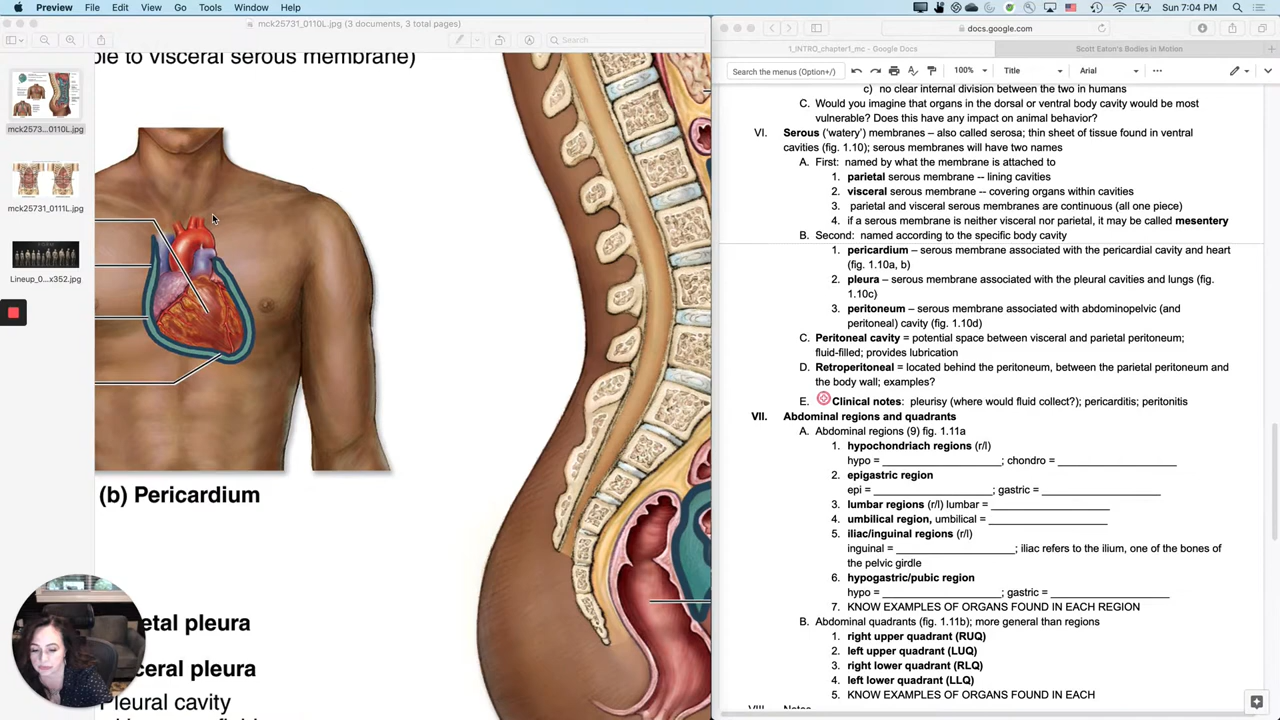 Preview File Edit View Go Tools Window Help
Sun 7:04 PM
mck25731_0110L.jpg (3 documents, 3 total pages)
Search
ple to visceral serous membrane)
mck2573...0110L.jpg
mck25731_0111L.jpg
Lineup_0...x352.jpg
(b) Pericardium
etal pleura
ceral pleura
Pleural cavity
docs.google.com
1_INTRO_chapter1_mc - Google Docs
Scott Eaton's Bodies in Motion
Search the menus (Option+/)
100%
Title
Arial
c) no clear internal division between the two in humans
C. Would you imagine that organs in the dorsal or ventral body cavity would be most
vulnerable? Does this have any impact on animal behavior?
VI. Serous ('watery') membranes – also called serosa; thin sheet of tissue found in ventral
cavities (fig. 1.10); serous membranes will have two names
A. First: named by what the membrane is attached to
1. parietal serous membrane -- lining cavities
2. visceral serous membrane -- covering organs within cavities
3. parietal and visceral serous membranes are continuous (all one piece)
4. if a serous membrane is neither visceral nor parietal, it may be called mesentery
B. Second: named according to the specific body cavity
1. pericardium – serous membrane associated with the pericardial cavity and heart
(fig. 1.10a, b)
2. pleura – serous membrane associated with the pleural cavities and lungs (fig.
1.10c)
3. peritoneum – serous membrane associated with abdominopelvic (and
peritoneal) cavity (fig. 1.10d)
C. Peritoneal cavity = potential space between visceral and parietal peritoneum;
fluid-filled; provides lubrication
D. Retroperitoneal = located behind the peritoneum, between the parietal peritoneum and
the body wall; examples?
E. Clinical notes: pleurisy (where would fluid collect?); pericarditis; peritonitis
VII. Abdominal regions and quadrants
A. Abdominal regions (9) fig. 1.11a
1. hypochondriach regions (r/l)
hypo = ____________________; chondro = ____________________
2. epigastric region
epi = ____________________; gastric = ____________________
3. lumbar regions (r/l) lumbar = ____________________
4. umbilical region, umbilical = ____________________
5. iliac/inguinal regions (r/l)
inguinal = ____________________; iliac refers to the ilium, one of the bones of
the pelvic girdle
6. hypogastric/pubic region
hypo = ____________________; gastric = ____________________
7. KNOW EXAMPLES OF ORGANS FOUND IN EACH REGION
B. Abdominal quadrants (fig. 1.11b); more general than regions
1. right upper quadrant (RUQ)
2. left upper quadrant (LUQ)
3. right lower quadrant (RLQ)
4. left lower quadrant (LLQ)
5. KNOW EXAMPLES OF ORGANS FOUND IN EACH
VIII. Notes